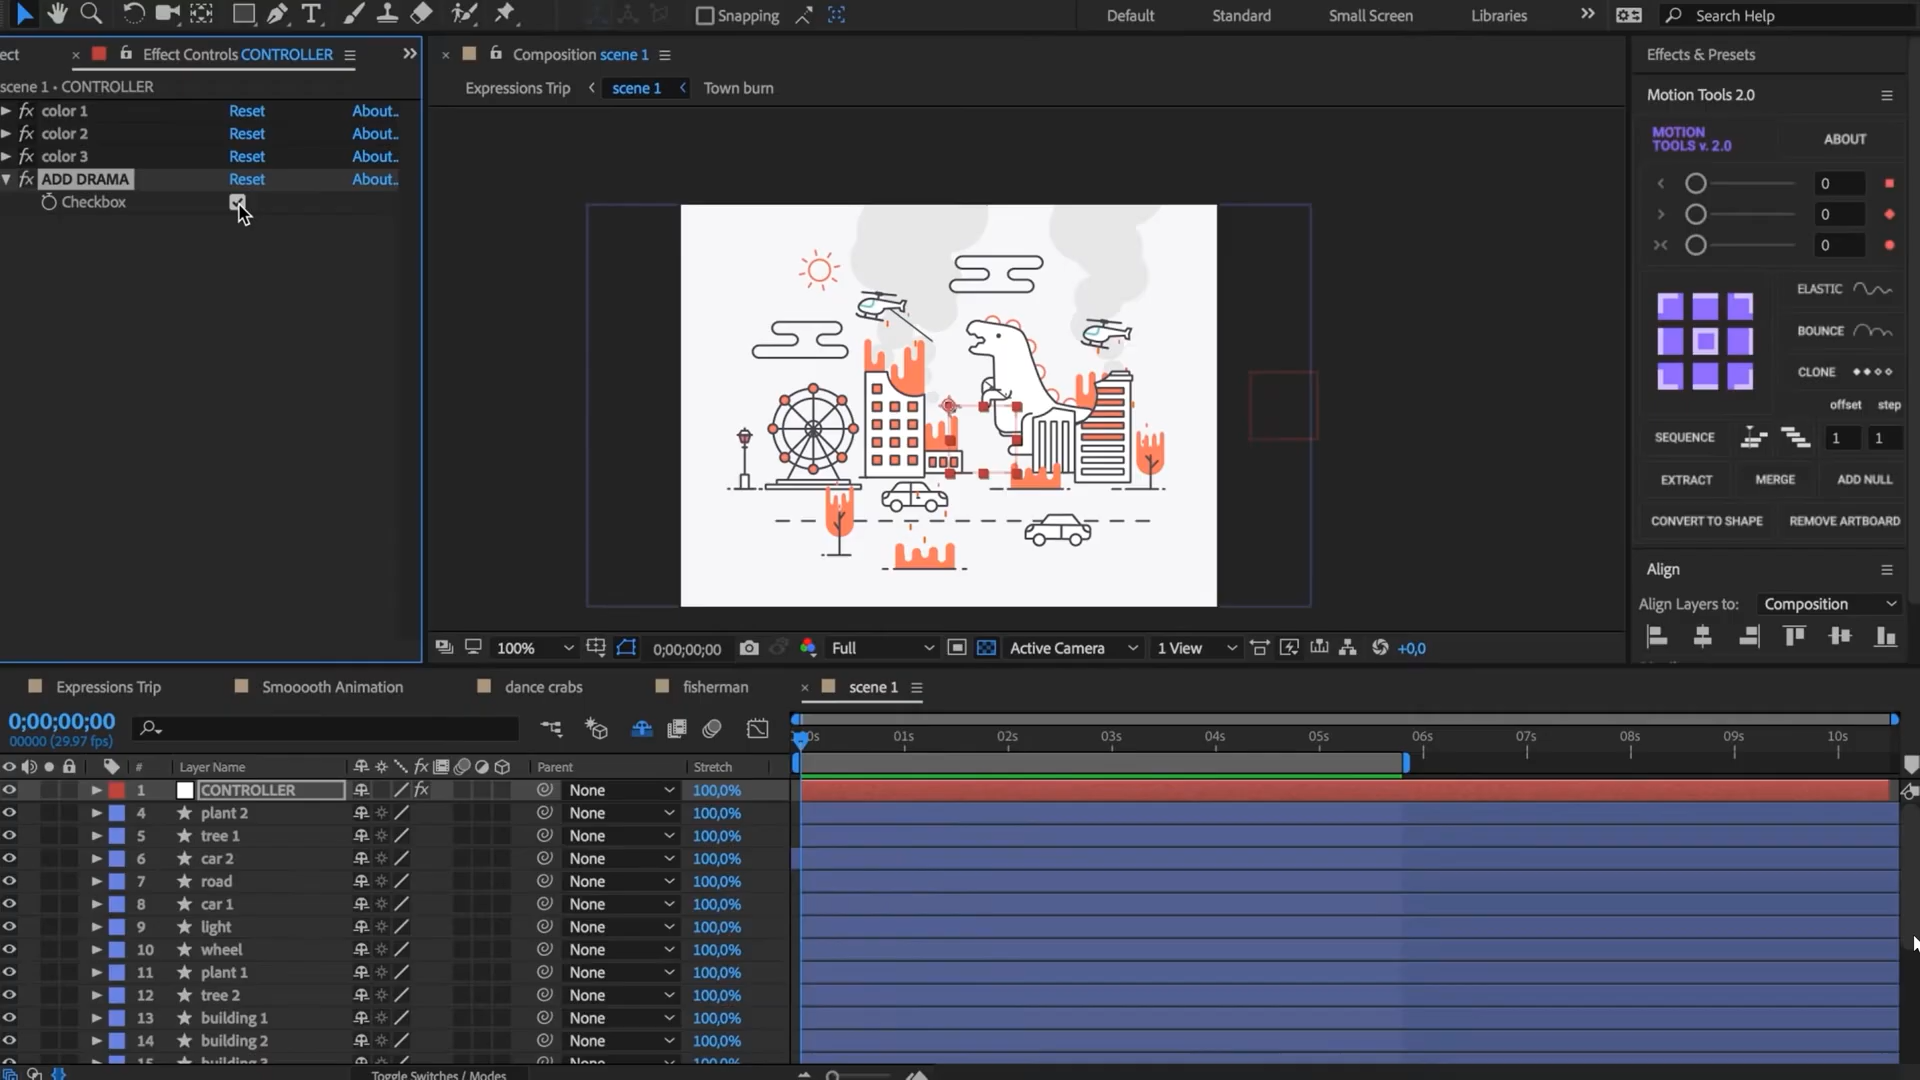 Snapping
Default
Standard
Small Screen
Libraries
Search Help
ect
Effect Controls CONTROLLER
scene 1 • CONTROLLER
fx color 1 Reset About..
fx color 2 Reset About..
fx color 3 Reset About..
fx ADD DRAMA Reset About..
Checkbox
Composition scene 1
Expressions Trip
scene 1
Town burn
100%
0;00;00;00
Full
Active Camera
1 View
+0,0
Effects & Presets
Motion Tools 2.0
MOTION
TOOLS v. 2.0
ABOUT
0
0
0
ELASTIC
BOUNCE
CLONE
offset step
SEQUENCE 1 1
EXTRACT MERGE ADD NULL
CONVERT TO SHAPE REMOVE ARTBOARD
Align
Align Layers to: Composition
Expressions Trip
Smooooth Animation
dance crabs
fisherman
scene 1
0;00;00;00
00000 (29.97 fps)
0s 01s 02s 03s 04s 05s 06s 07s 08s 09s 10s
# Layer Name fx Parent Stretch
1 CONTROLLER fx None 100,0%
4 plant 2 None 100,0%
5 tree 1 None 100,0%
6 car 2 None 100,0%
7 road None 100,0%
8 car 1 None 100,0%
9 light None 100,0%
10 wheel None 100,0%
11 plant 1 None 100,0%
12 tree 2 None 100,0%
13 building 1 None 100,0%
14 building 2 None 100,0%
Toggle Switches / Modes